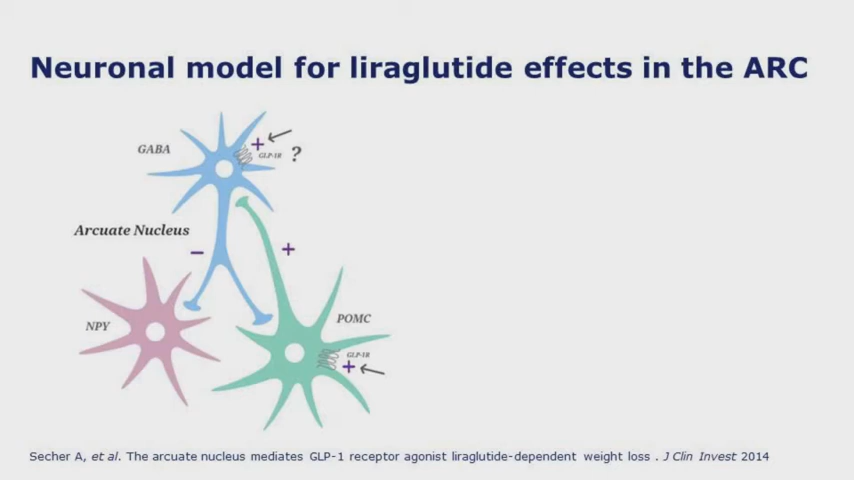 Neuronal model for liraglutide effects in the ARC
GABA
+
GLP-1R
?
Arcuate Nucleus
−
+
NPY
POMC
GLP-1R
+
Secher A, et al. The arcuate nucleus mediates GLP-1 receptor agonist liraglutide-dependent weight loss . J Clin Invest 2014